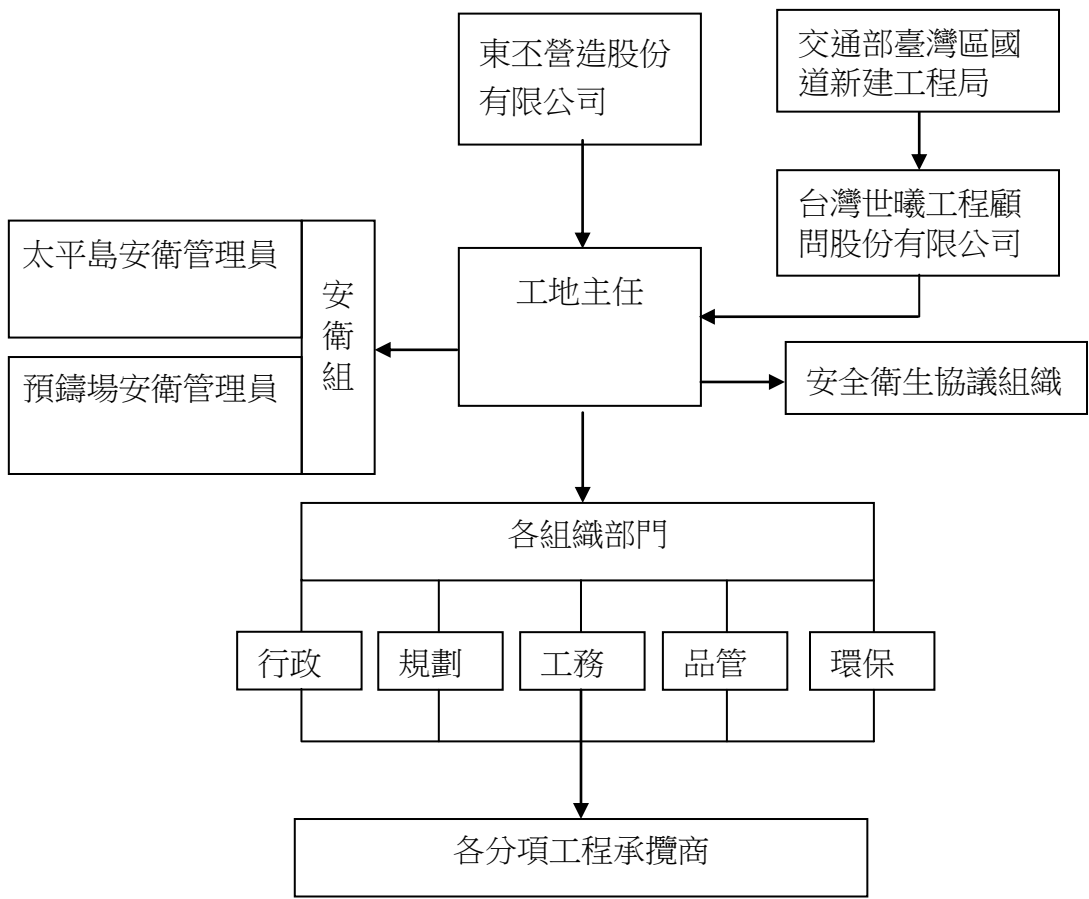 東丕營造股份
有限公司
交通部臺灣區國
道新建工程局
台灣世曦工程顧
問股份有限公司
太平島安衛管理員
預鑄場安衛管理員
安
衛
組
工地主任
安全衛生協議組織
各組織部門
行政
規劃
工務
品管
環保
各分項工程承攬商